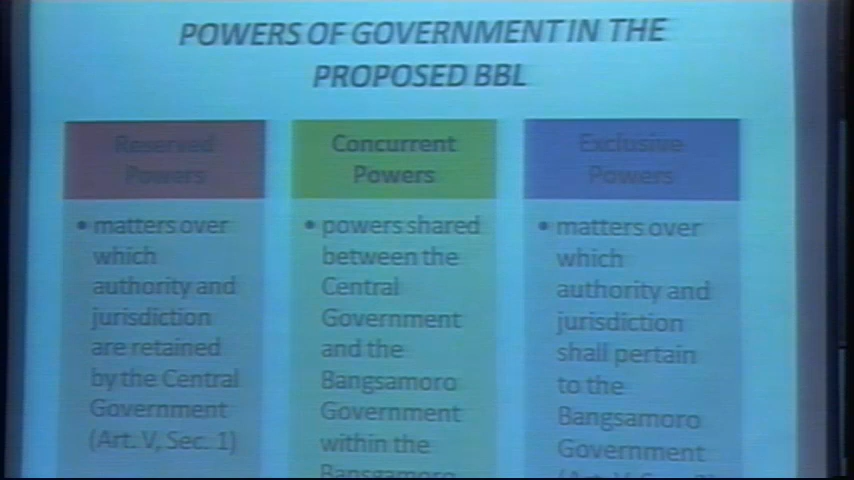 POWERS OF GOVERNMENT IN THE
PROPOSED BBL
Reserved
Powers
• matters over
which
authority and
jurisdiction
are retained
by the Central
Government
(Art. V, Sec. 1)
Concurrent
Powers
• powers shared
between the
Central
Government
and the
Bangsamoro
Government
within the
Bangsamoro
Exclusive
Powers
• matters over
which
authority and
jurisdiction
shall pertain
to the
Bangsamoro
Government